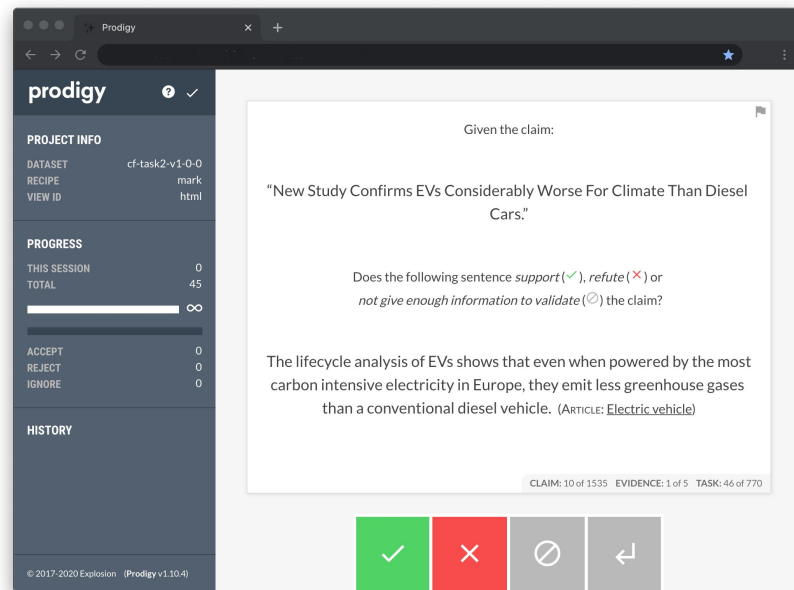 Prodigy
prodigy
PROJECT INFO
DATASET cf-task2-v1-0-0
RECIPE mark
VIEW ID html
PROGRESS
THIS SESSION 0
TOTAL 45
∞
ACCEPT 0
REJECT 0
IGNORE 0
HISTORY
© 2017-2020 Explosion (Prodigy v1.10.4)
Given the claim:
“New Study Confirms EVs Considerably Worse For Climate Than Diesel
Cars.”
Does the following sentence support (✓), refute (✕) or
not give enough information to validate (⊘) the claim?
The lifecycle analysis of EVs shows that even when powered by the most
carbon intensive electricity in Europe, they emit less greenhouse gases
than a conventional diesel vehicle. (ARTICLE: Electric vehicle)
CLAIM: 10 of 1535 EVIDENCE: 1 of 5 TASK: 46 of 770